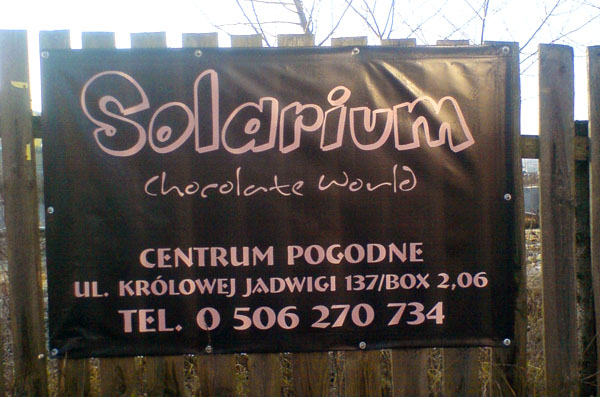 Solarium
chocolate world
CENTRUM POGODNE
UL. KRÓLOWEJ JADWIGI 137/BOX 2,06
TEL. 0 506 270 734